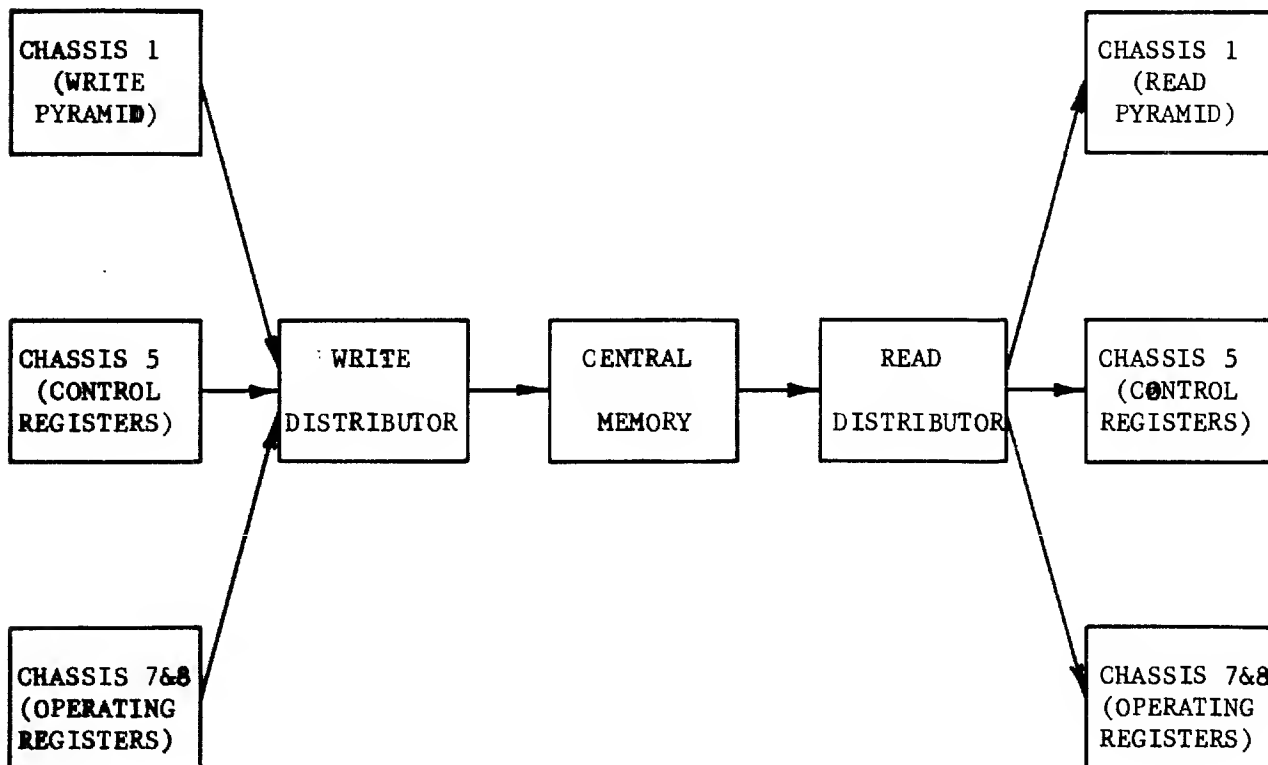 CHASSIS 1
(WRITE
PYRAMID)
CHASSIS 1
(READ
PYRAMID)
CHASSIS 5
(CONTROL
REGISTERS)
WRITE
DISTRIBUTOR
CENTRAL
MEMORY
READ
DISTRIBUTOR
CHASSIS 5
(CONTROL
REGISTERS)
CHASSIS 7&8
(OPERATING
REGISTERS)
CHASSIS 7&8
(OPERATING
REGISTERS)